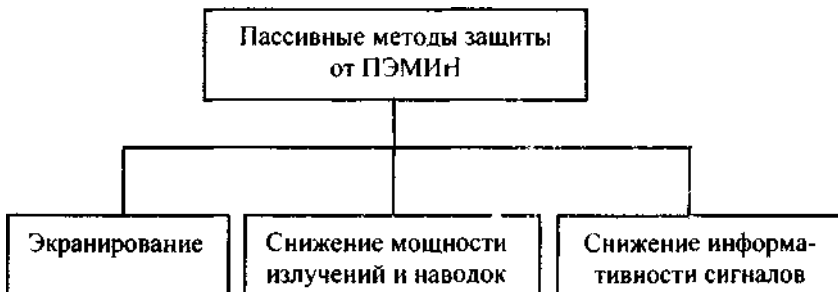 Пассивные методы защиты
от ПЭМИН
Экранирование
Снижение мощности
излучений и наводок
Снижение информа-
тивности сигналов